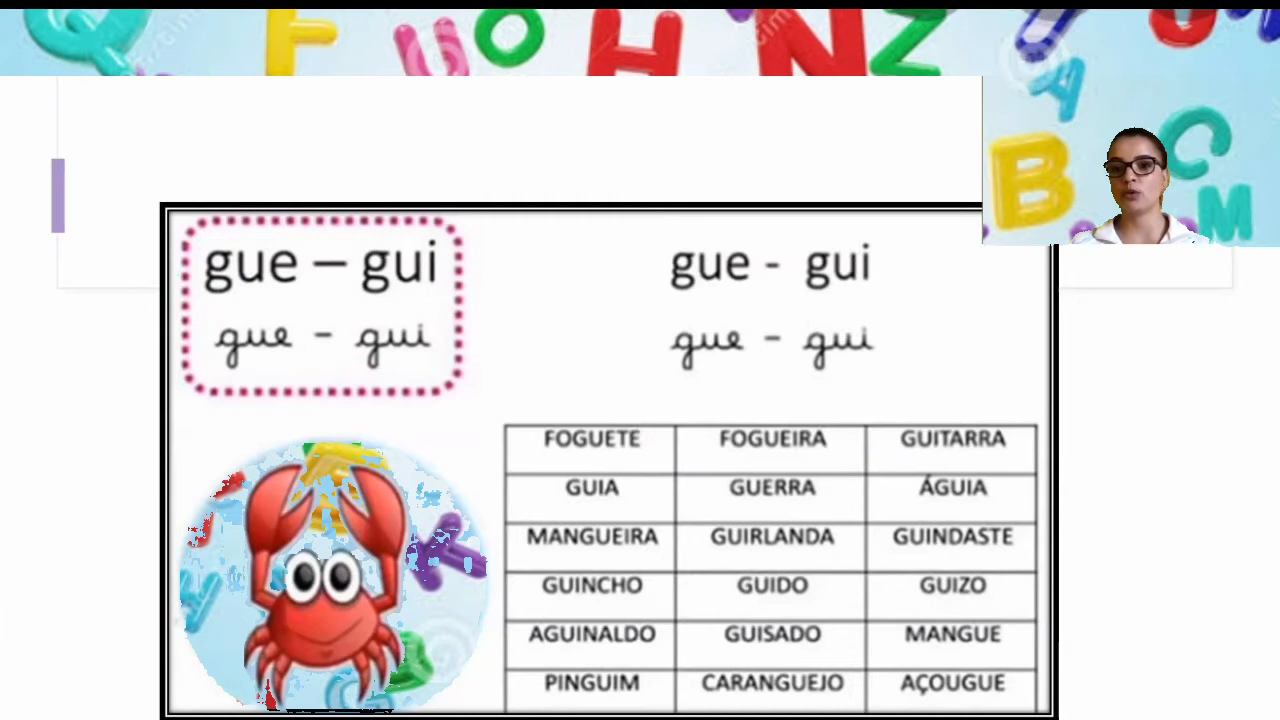 gue – gui
gue - gui
gue - gui
gue - gui
FOGUETE FOGUEIRA GUITARRA
GUIA GUERRA ÁGUIA
MANGUEIRA GUIRLANDA GUINDASTE
GUINCHO GUIDO GUIZO
AGUINALDO GUISADO MANGUE
PINGUIM CARANGUEJO AÇOUGUE